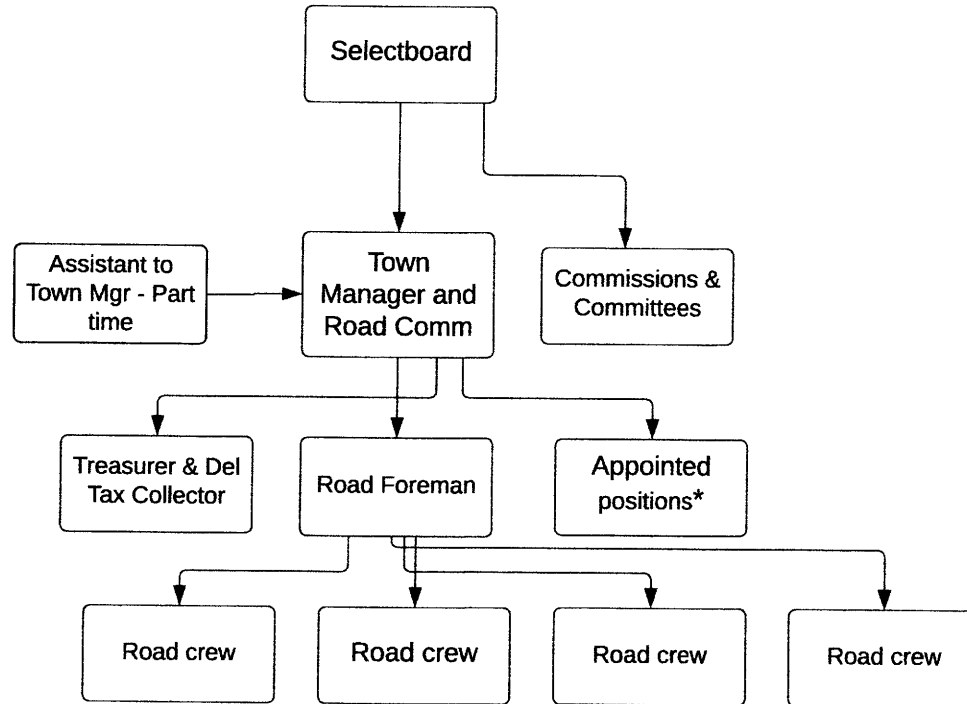 Selectboard
Assistant to
Town Mgr - Part
time
Town
Manager and
Road Comm
Commissions &
Committees
Treasurer & Del
Tax Collector
Road Foreman
Appointed
positions*
Road crew
Road crew
Road crew
Road crew